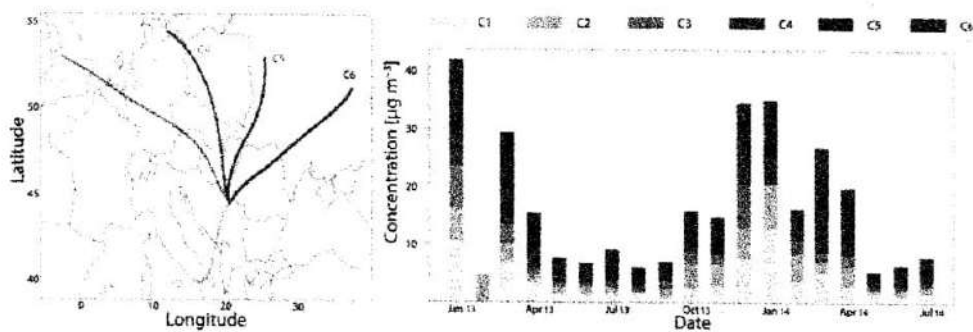 C1 C2 C3 C4 C5 C6
C4
C5
C6
55
50
45
40
Latitude
0 10 20 30
Longitude
Concentration [µg m⁻³]
40
30
20
10
Jan 13 Apr 13 Jul 13 Oct 13 Jan 14 Apr 14 Jul 14
Date